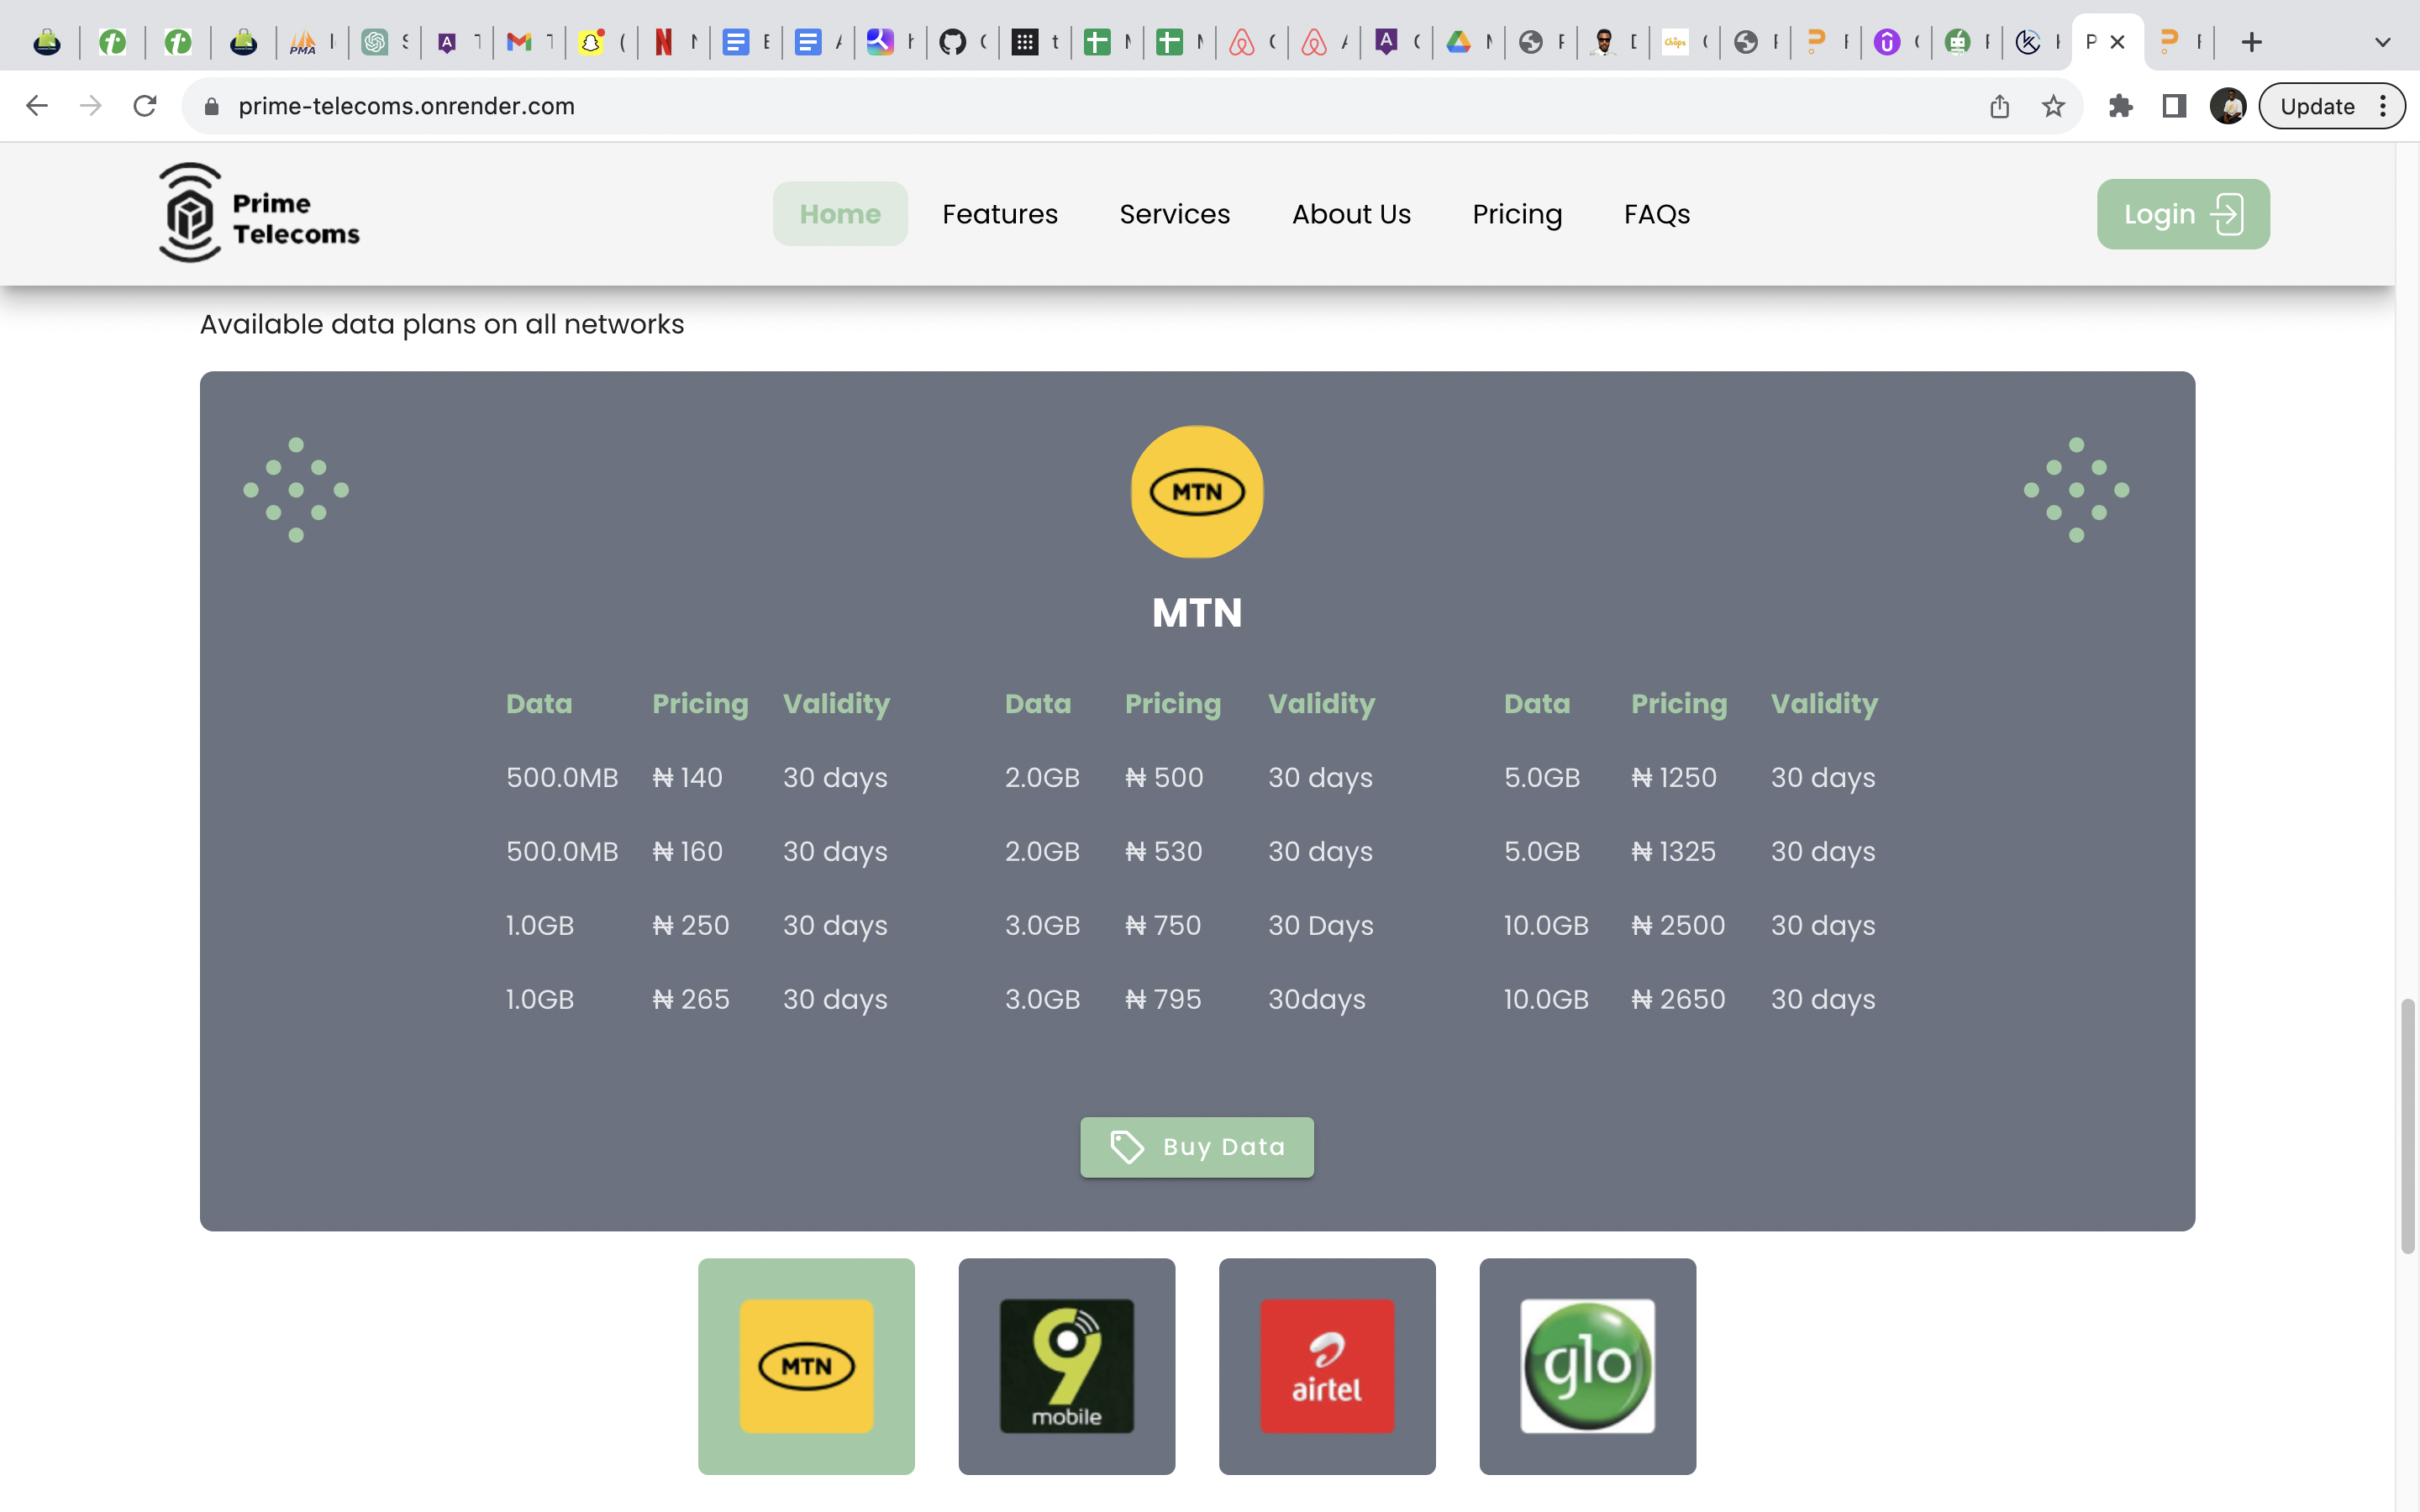 prime-telecoms.onrender.com
Update
Prime
Telecoms
Home Features Services About Us Pricing FAQs
Login
Available data plans on all networks
MTN
MTN
Data Pricing Validity Data Pricing Validity Data Pricing Validity
500.0MB ₦ 140 30 days 2.0GB ₦ 500 30 days 5.0GB ₦ 1250 30 days
500.0MB ₦ 160 30 days 2.0GB ₦ 530 30 days 5.0GB ₦ 1325 30 days
1.0GB ₦ 250 30 days 3.0GB ₦ 750 30 Days 10.0GB ₦ 2500 30 days
1.0GB ₦ 265 30 days 3.0GB ₦ 795 30days 10.0GB ₦ 2650 30 days
Buy Data
MTN
9
mobile
airtel
glo